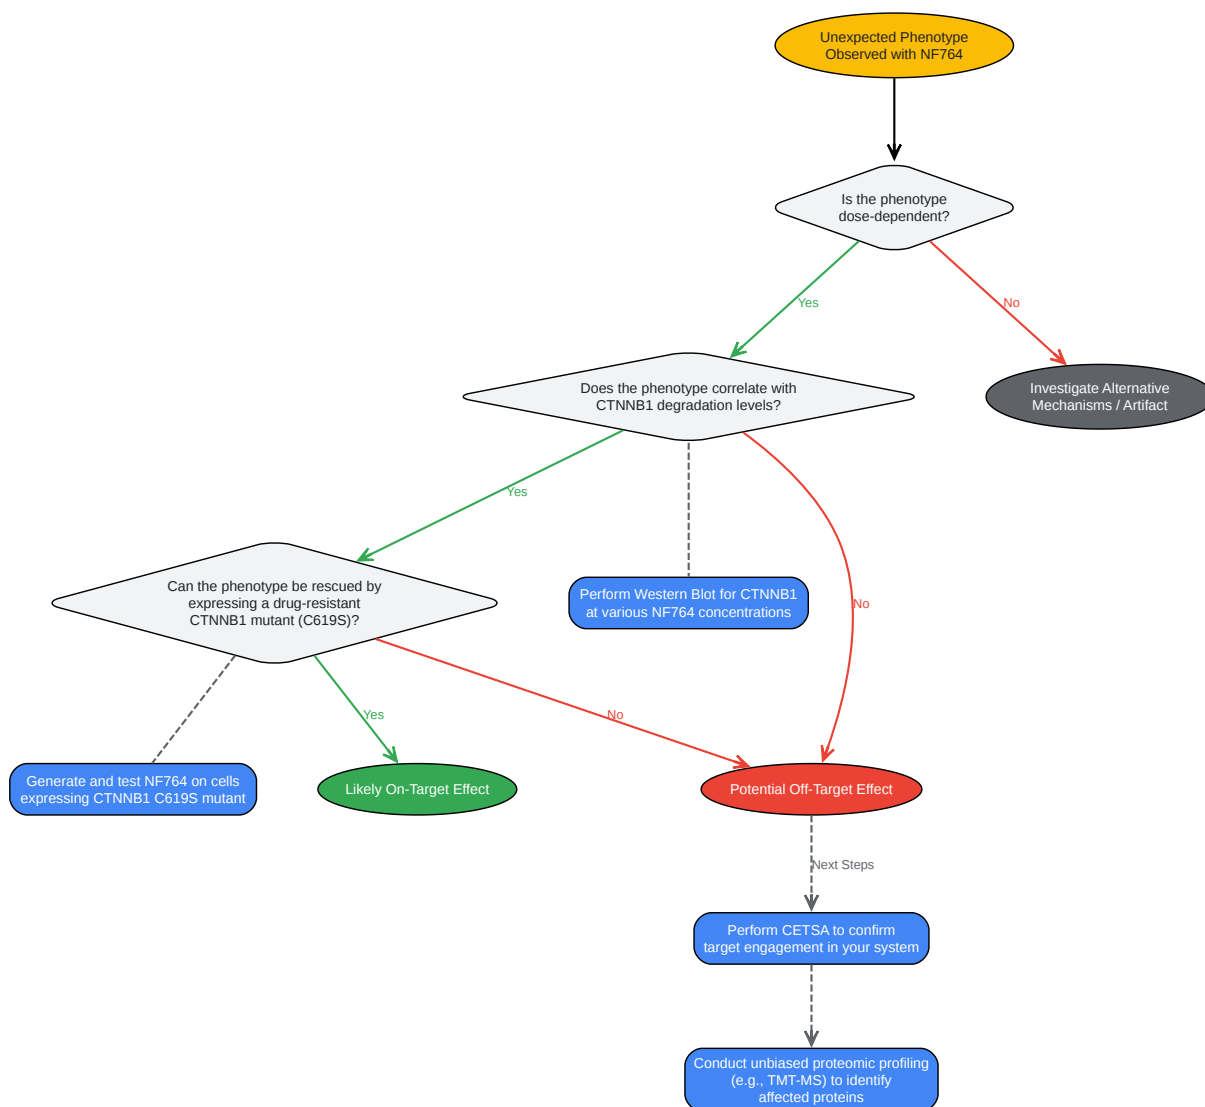 Unexpected Phenotype
Observed with NF764
Is the phenotype
dose-dependent?
Yes
No
Does the phenotype correlate with
CTNNB1 degradation levels?
Investigate Alternative
Mechanisms / Artifact
Yes
Can the phenotype be rescued by
expressing a drug-resistant
CTNNB1 mutant (C619S)?
Perform Western Blot for CTNNB1
at various NF764 concentrations
No
Yes
No
Generate and test NF764 on cells
expressing CTNNB1 C619S mutant
Likely On-Target Effect
Potential Off-Target Effect
Next Steps
Perform CETSA to confirm
target engagement in your system
Conduct unbiased proteomic profiling
(e.g., TMT-MS) to identify
affected proteins